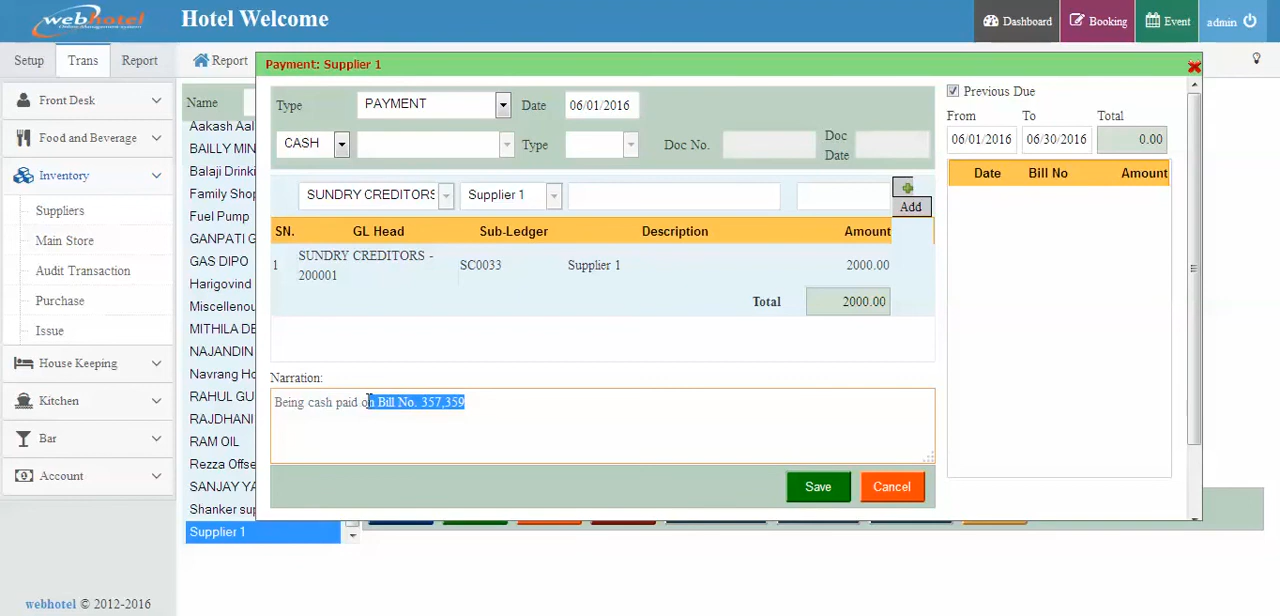 webhotel
Hotel Welcome
Dashboard
Booking
Event
admin
Setup
Trans
Report
Report
Payment: Supplier 1
Front Desk
Food and Beverage
Inventory
Suppliers
Main Store
Audit Transaction
Purchase
Issue
House Keeping
Kitchen
Bar
Account
webhotel © 2012-2016
Name
Aakash Aal
BAILLY MIN
Balaji Drinki
Family Shop
Fuel Pump
GANPATI G
GAS DIPO
Harigovind
Miscellenou
MITHILA DE
NAJANDIN
Navrang Ho
RAHUL GU
RAJDHANI
RAM OIL
Rezza Offse
SANJAY YA
Shanker sup
Supplier 1
Type PAYMENT Date 06/01/2016
CASH Type Doc No. Doc Date
SUNDRY CREDITORS Supplier 1
Add
SN. GL Head Sub-Ledger Description Amount
1 SUNDRY CREDITORS - 200001 SC0033 Supplier 1 2000.00
Total 2000.00
Narration:
Being cash paid on Bill No. 357,359
Save Cancel
Previous Due
From To Total
06/01/2016 06/30/2016 0.00
Date Bill No Amount